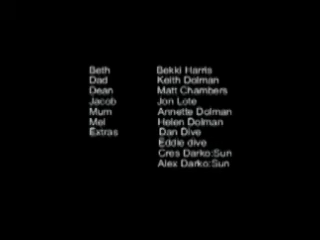 Beth Bekki Harris
Dad Keith Dolman
Dean Matt Chambers
Jacob Jon Lote
Mum Annette Dolman
Mel Helen Dolman
Extras Dan Dive
Eddie dive
Cres Darko:Sun
Alex Darko:Sun